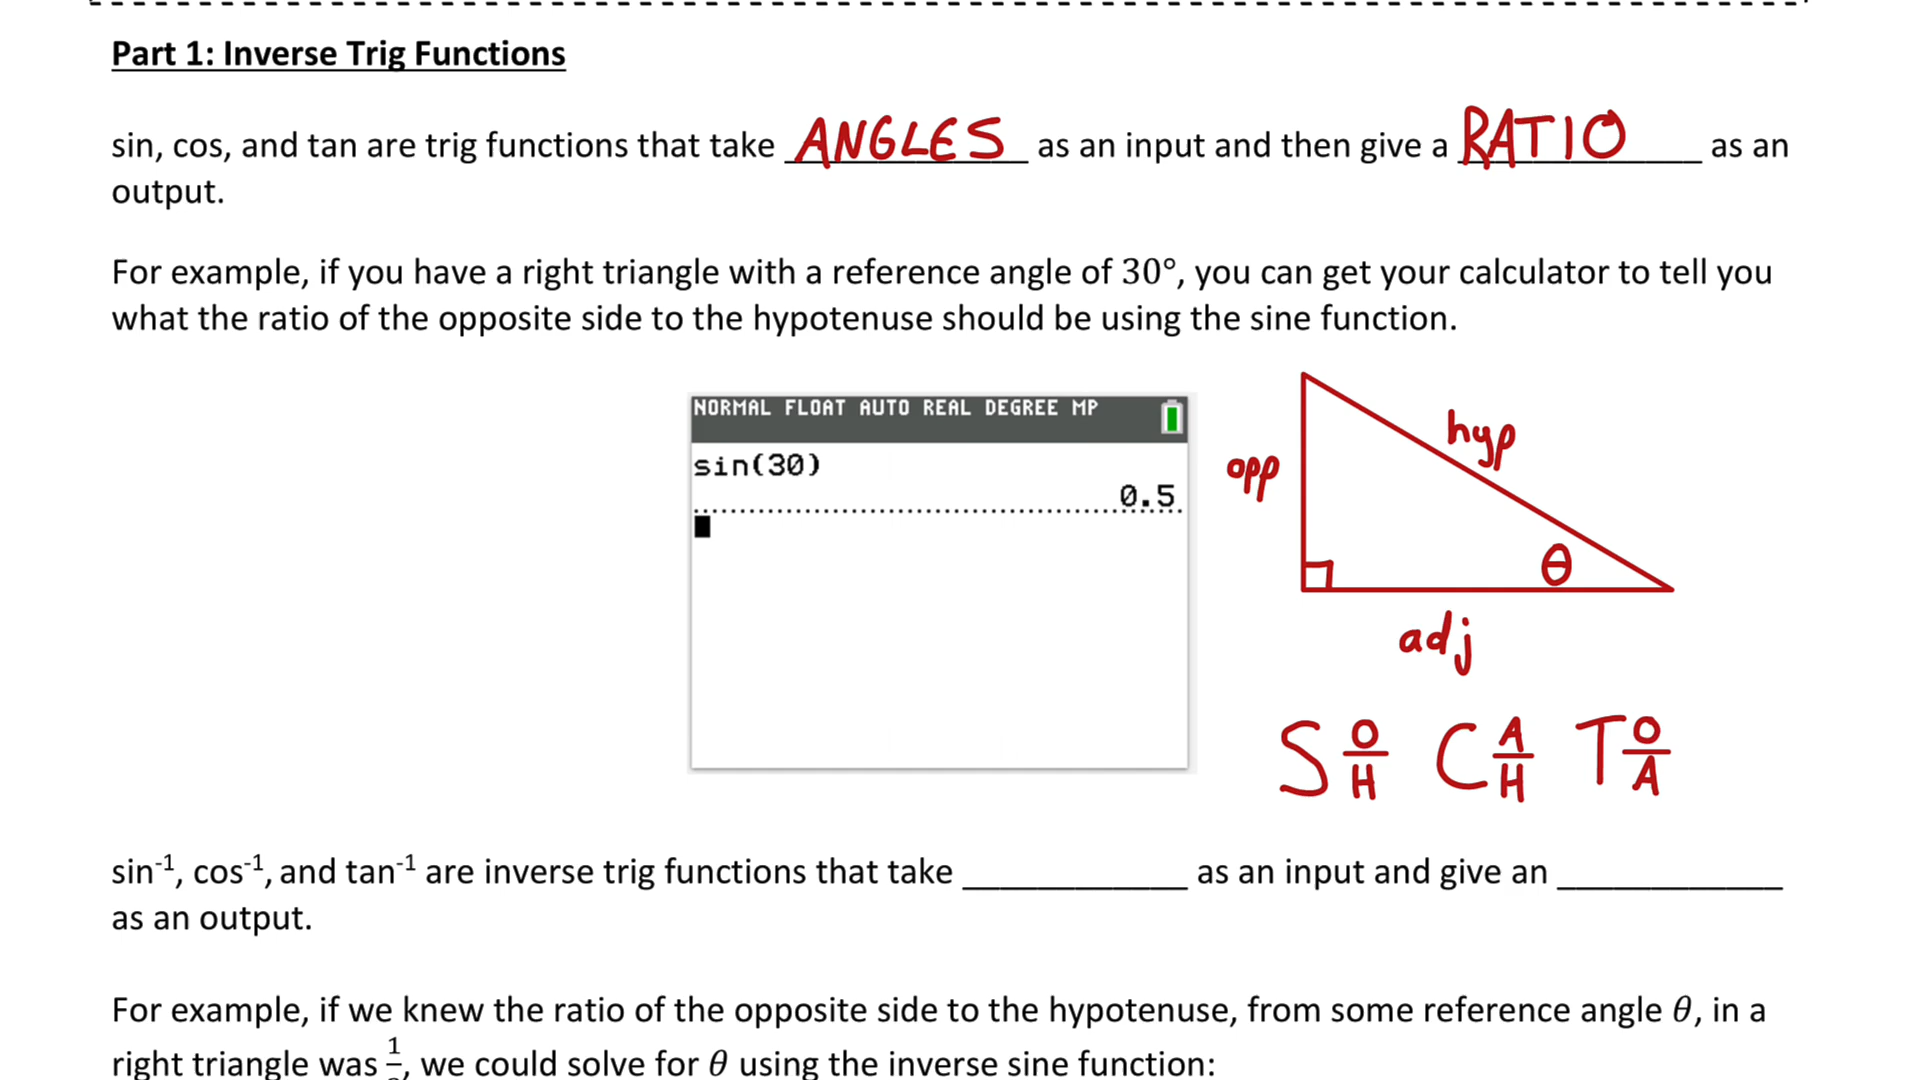 Part 1: Inverse Trig Functions
sin, cos, and tan are trig functions that take ANGLES as an input and then give a RATIO as an
output.
For example, if you have a right triangle with a reference angle of 30°, you can get your calculator to tell you
what the ratio of the opposite side to the hypotenuse should be using the sine function.
NORMAL FLOAT AUTO REAL DEGREE MP
sin(30)
0.5
hyp
opp
θ
adj
S O/H C A/H T O/A
sin⁻¹, cos⁻¹, and tan⁻¹ are inverse trig functions that take ____________ as an input and give an ____________
as an output.
For example, if we knew the ratio of the opposite side to the hypotenuse, from some reference angle θ, in a
right triangle was 1/, we could solve for θ using the inverse sine function: